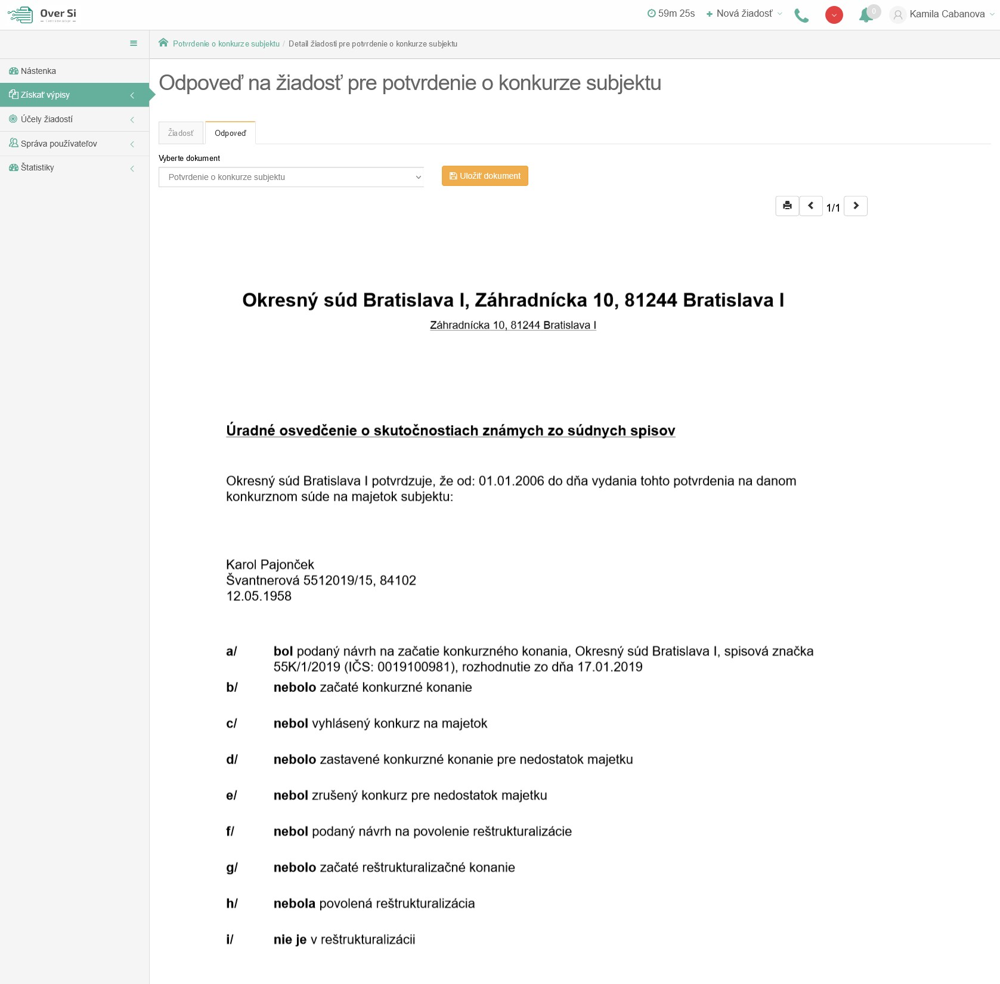 Over Si
59m 25s
Nová žiadosť
0
Kamila Cabanova
Potvrdenie o konkurze subjektu / Detail žiadosti pre potvrdenie o konkurze subjektu
Nástenka
Získať výpisy
Účely žiadostí
Správa používateľov
Štatistiky
Odpoveď na žiadosť pre potvrdenie o konkurze subjektu
Žiadosť
Odpoveď
Vyberte dokument
Potvrdenie o konkurze subjektu
Uložiť dokument
1/1
Okresný súd Bratislava I, Záhradnícka 10, 81244 Bratislava I
Záhradnícka 10, 81244 Bratislava I
Úradné osvedčenie o skutočnostiach známych zo súdnych spisov
Okresný súd Bratislava I potvrdzuje, že od: 01.01.2006 do dňa vydania tohto potvrdenia na danom
konkurznom súde na majetok subjektu:
Karol Pajonček
Švantnerová 5512019/15, 84102
12.05.1958
a/ bol podaný návrh na začatie konkurzného konania, Okresný súd Bratislava I, spisová značka
55K/1/2019 (IČS: 0019100981), rozhodnutie zo dňa 17.01.2019
b/ nebolo začaté konkurzné konanie
c/ nebol vyhlásený konkurz na majetok
d/ nebolo zastavené konkurzné konanie pre nedostatok majetku
e/ nebol zrušený konkurz pre nedostatok majetku
f/ nebol podaný návrh na povolenie reštrukturalizácie
g/ nebolo začaté reštrukturalizačné konanie
h/ nebola povolená reštrukturalizácia
i/ nie je v reštrukturalizácii